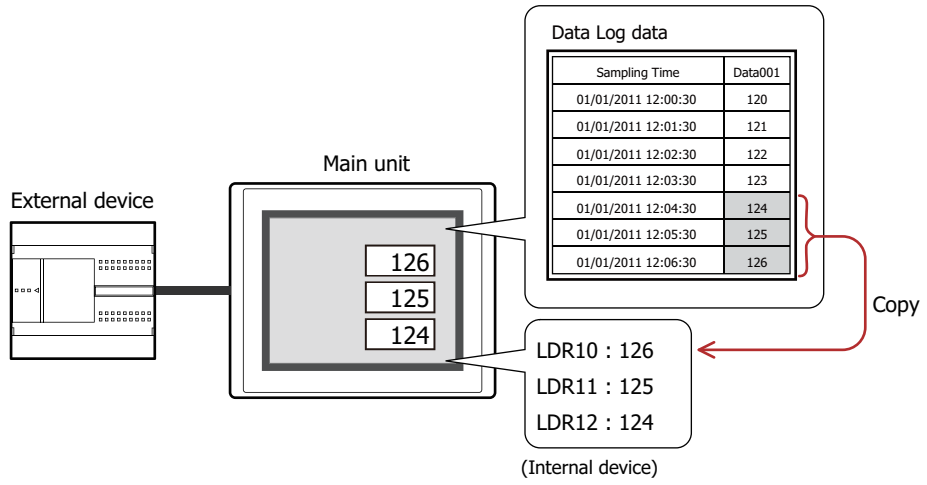 Data Log data
Sampling Time Data001
01/01/2011 12:00:30 120
01/01/2011 12:01:30 121
01/01/2011 12:02:30 122
01/01/2011 12:03:30 123
01/01/2011 12:04:30 124
01/01/2011 12:05:30 125
01/01/2011 12:06:30 126
Main unit
External device
126
125
124
Copy
LDR10 : 126
LDR11 : 125
LDR12 : 124
(Internal device)